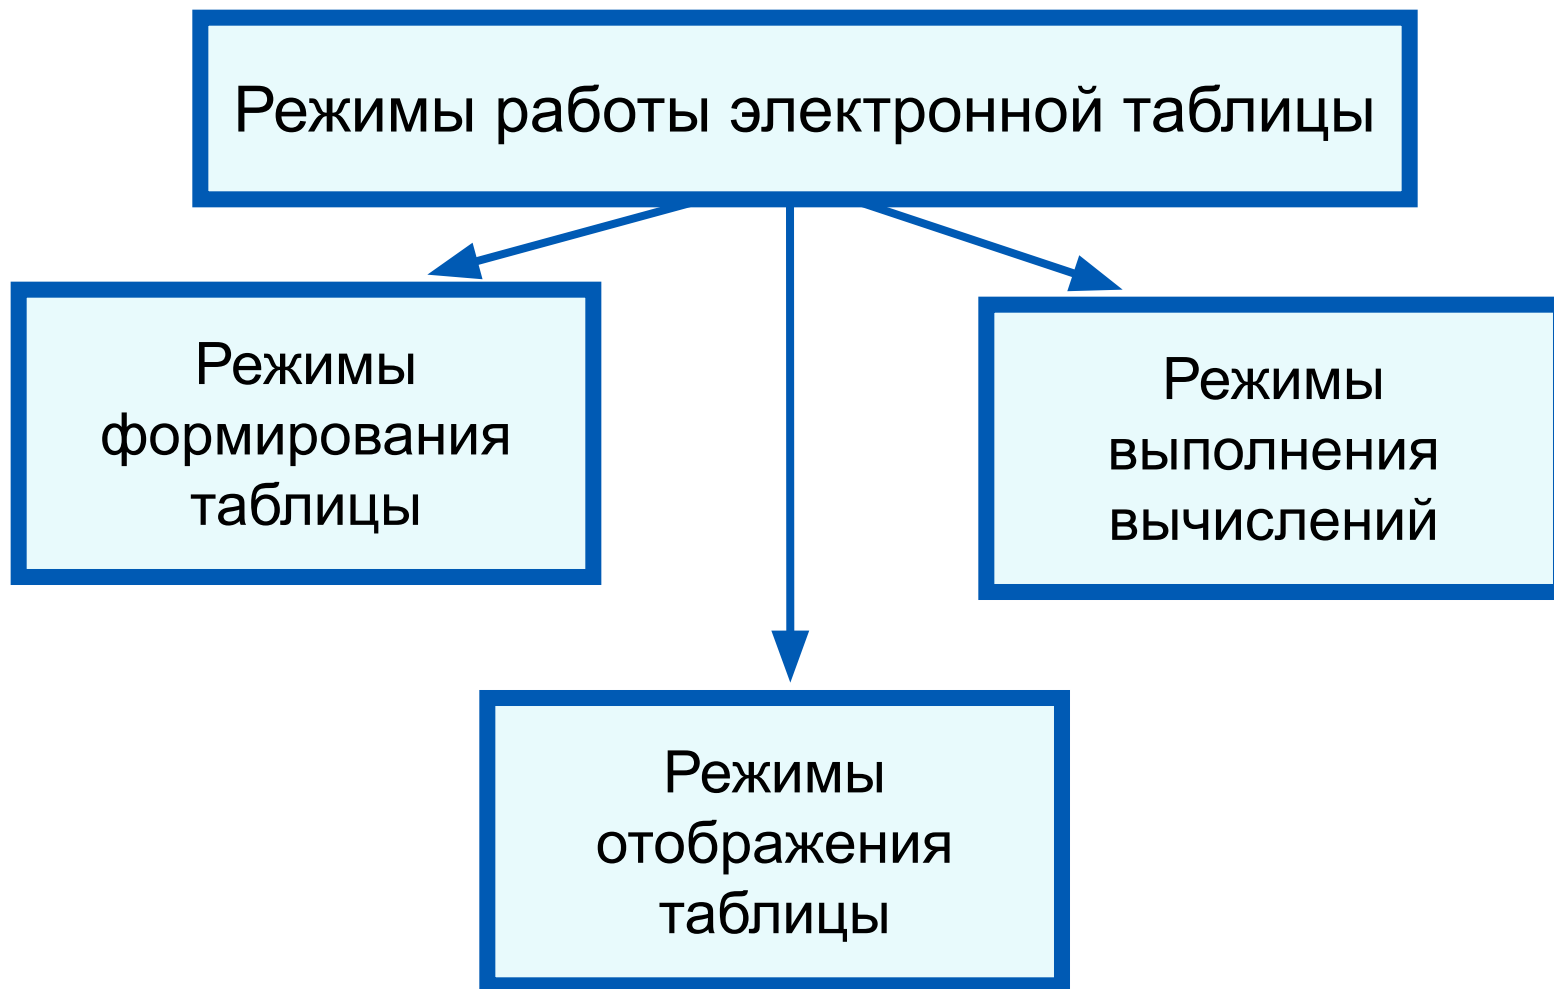 Режимы работы электронной таблицы
Режимы
формирования
таблицы
Режимы
выполнения
вычислений
Режимы
отображения
таблицы